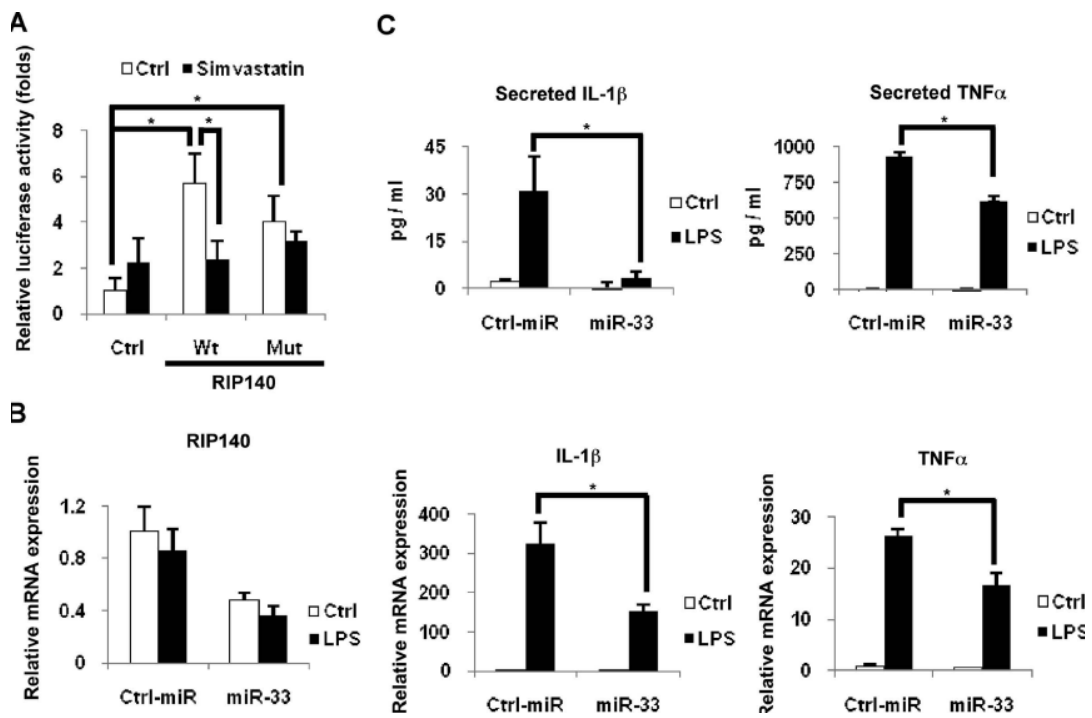 A
Ctrl Simvastatin
Relative luciferase activity (folds)
*
* *
8
6
4
2
0
Ctrl Wt Mut
RIP140
C
Secreted IL-1β
pg / ml
45
30
15
0
*
Ctrl
LPS
Ctrl-miR miR-33
Secreted TNFα
pg / ml
1000
750
500
250
0
*
Ctrl
LPS
Ctrl-miR miR-33
B
RIP140
Relative mRNA expression
1.2
0.8
0.4
0
Ctrl
LPS
Ctrl-miR miR-33
IL-1β
Relative mRNA expression
400
300
200
100
0
*
Ctrl
LPS
Ctrl-miR miR-33
TNFα
Relative mRNA expression
30
20
10
0
*
Ctrl
LPS
Ctrl-miR miR-33